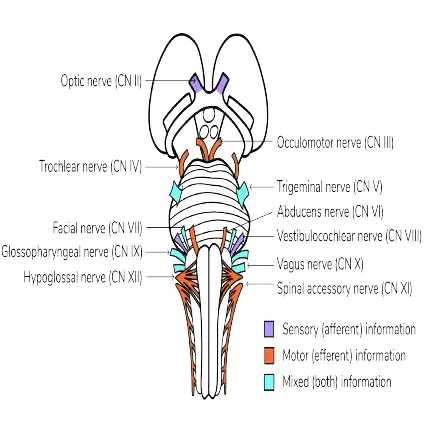 Optic nerve (CN II)
Oculomotor nerve (CN III)
Trochlear nerve (CN IV)
Trigeminal nerve (CN V)
Abducens nerve (CN VI)
Facial nerve (CN VII)
Vestibulocochlear nerve (CN VIII)
Glossopharyngeal nerve (CN IX)
Vagus nerve (CN X)
Hypoglossal nerve (CN XII)
Spinal accessory nerve (CN XI)
Sensory (afferent) information
Motor (efferent) information
Mixed (both) information